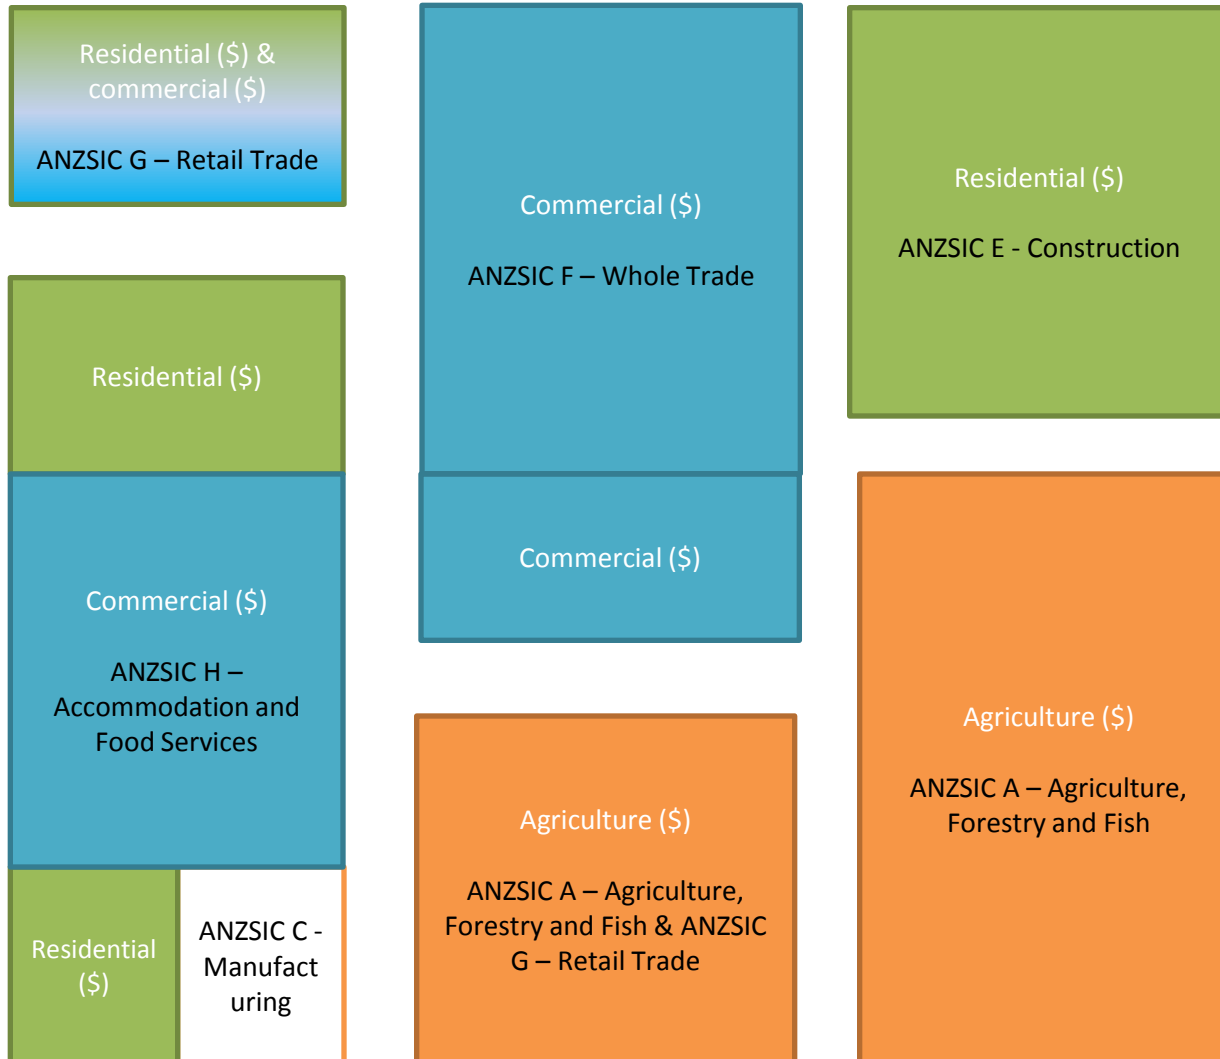 Residential ($) &
commercial ($)
ANZSIC G – Retail Trade
Residential ($)
Commercial ($)
ANZSIC H –
Accommodation and
Food Services
Residential
($)
ANZSIC C -
Manufact
uring
Commercial ($)
ANZSIC F – Whole Trade
Commercial ($)
Agriculture ($)
ANZSIC A – Agriculture,
Forestry and Fish & ANZSIC
G – Retail Trade
Residential ($)
ANZSIC E - Construction
Agriculture ($)
ANZSIC A – Agriculture,
Forestry and Fish